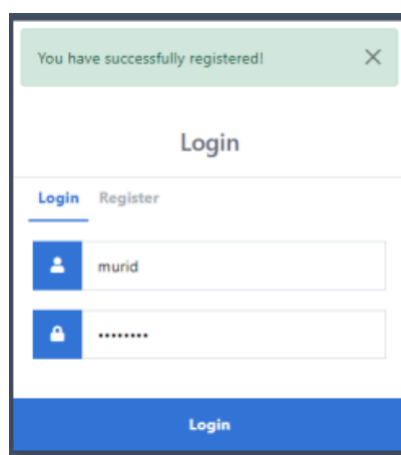 You have successfully registered!
Login
Login Register
murid
••••••••
Login